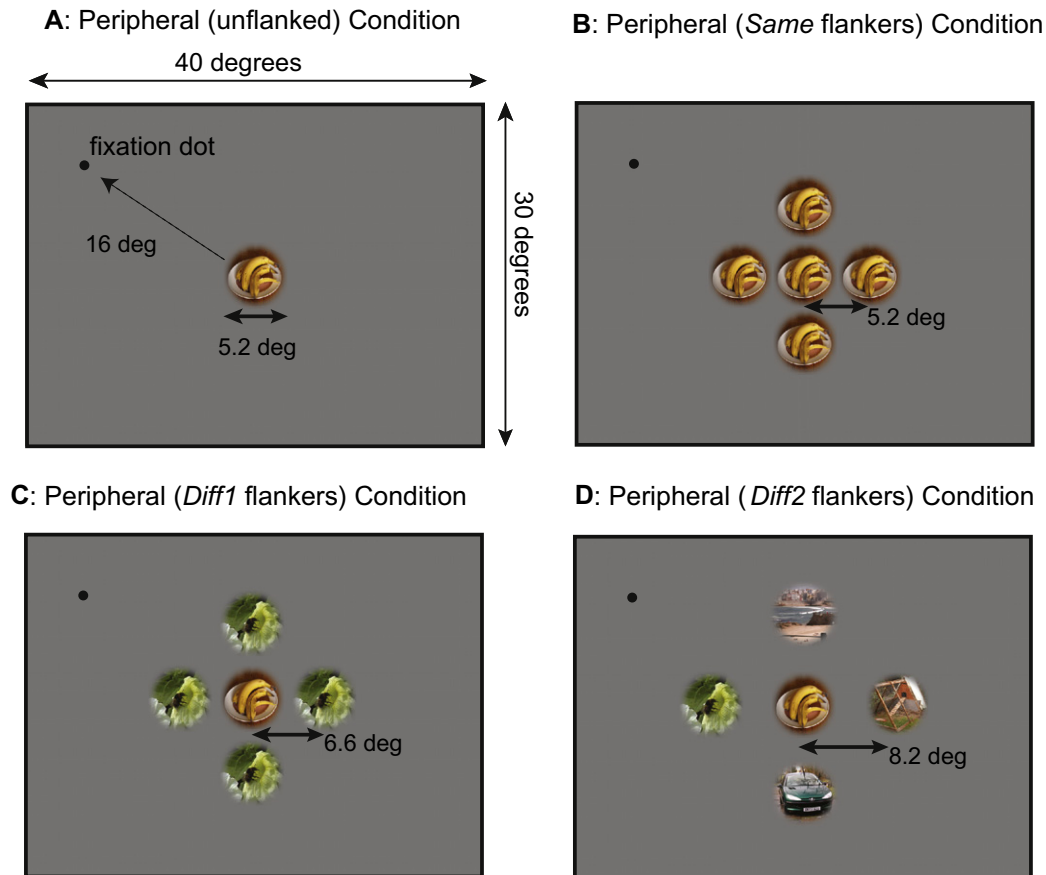 A: Peripheral (unflanked) Condition
40 degrees
fixation dot
16 deg
5.2 deg
30 degrees
B: Peripheral (Same flankers) Condition
5.2 deg
C: Peripheral (Diff1 flankers) Condition
6.6 deg
D: Peripheral (Diff2 flankers) Condition
8.2 deg